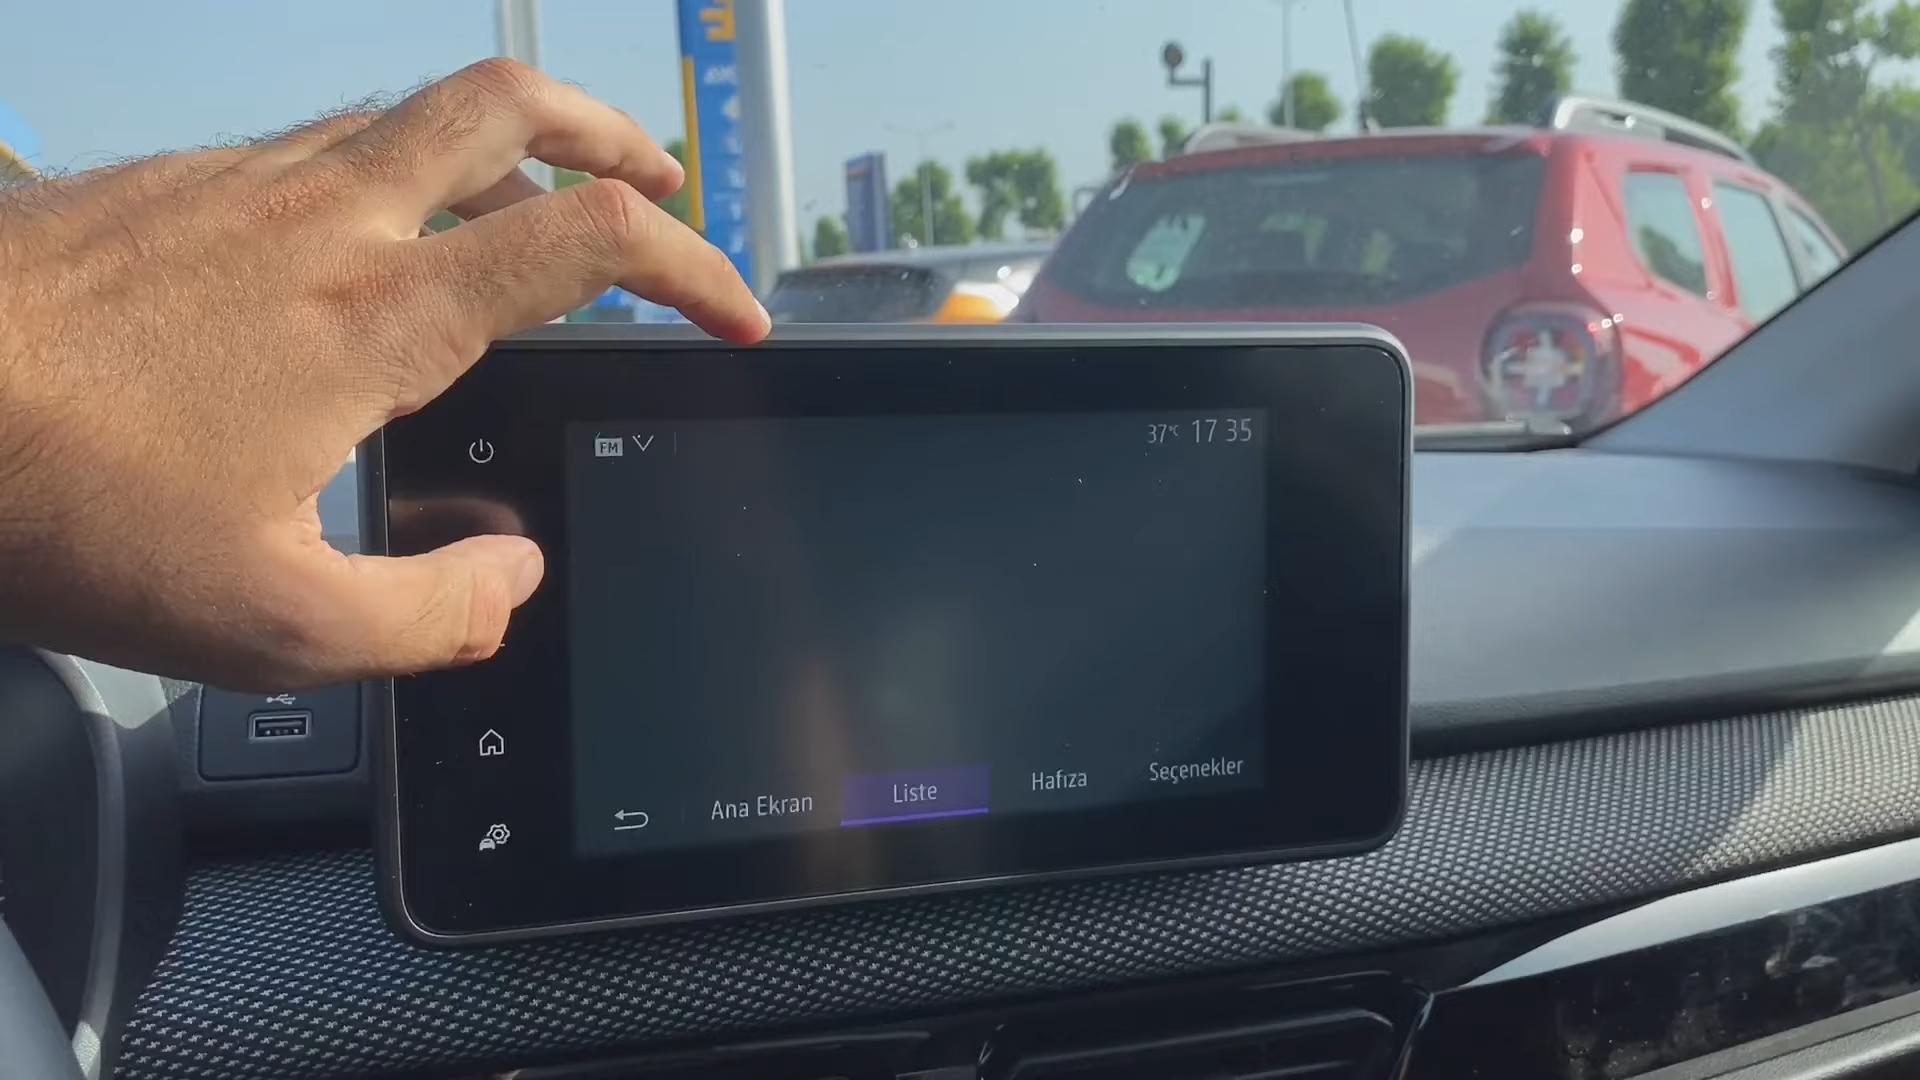 FM
37°C 17 35
Ana Ekran
Liste
Hafıza
Seçenekler